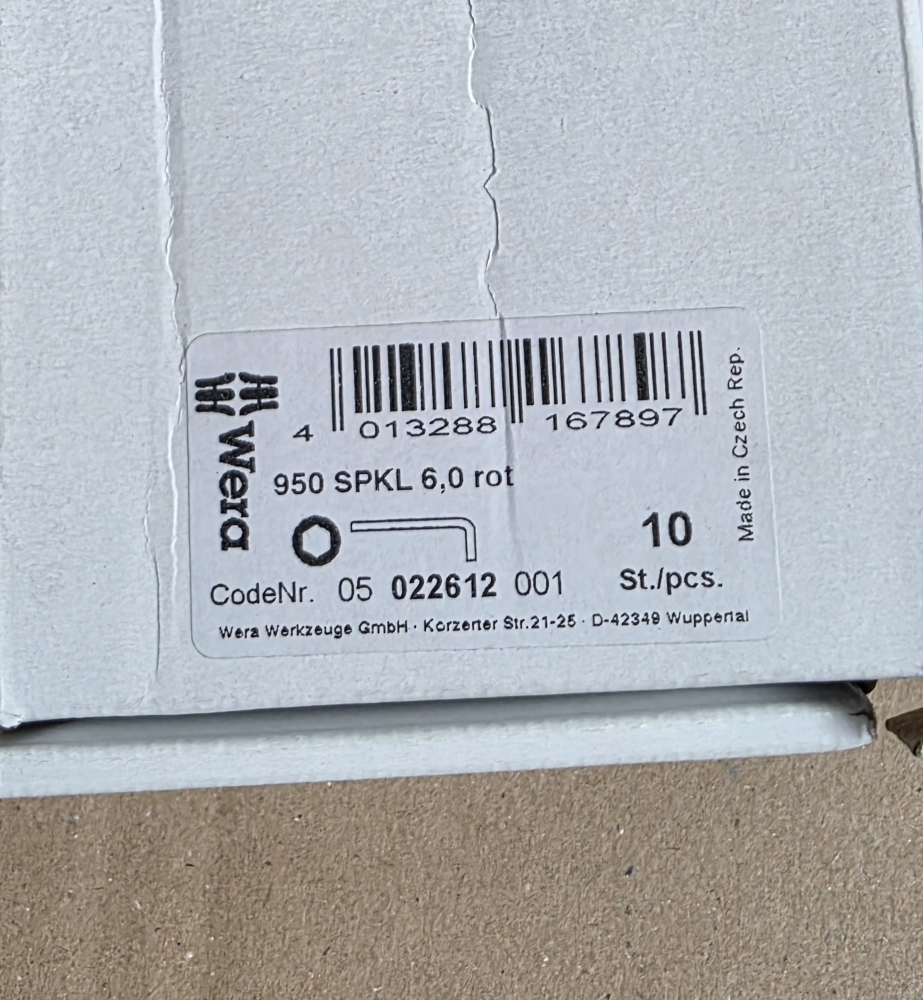 Wera
4 013288 167897
950 SPKL 6,0 rot
10
CodeNr. 05 022612 001 St./pcs.
Wera Werkzeuge GmbH · Korzerter Str.21-25 · D-42349 Wuppertal
Made in Czech Rep.